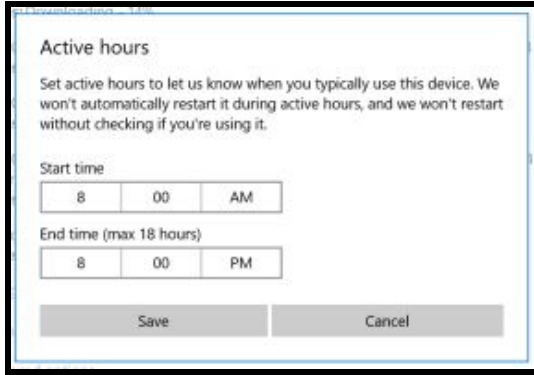 Downloading - 14%
Active hours
Set active hours to let us know when you typically use this device. We
won't automatically restart it during active hours, and we won't restart
without checking if you're using it.
Start time
8 00 AM
End time (max 18 hours)
8 00 PM
Save Cancel